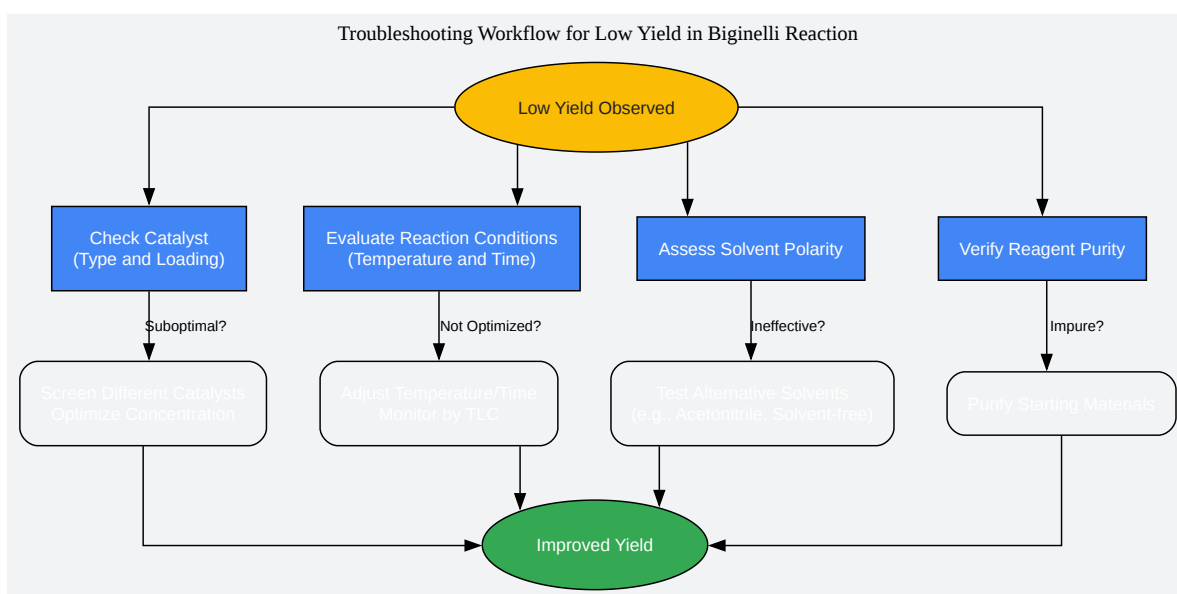 Troubleshooting Workflow for Low Yield in Biginelli Reaction
Low Yield Observed
Check Catalyst
(Type and Loading)
Evaluate Reaction Conditions
(Temperature and Time)
Assess Solvent Polarity
Verify Reagent Purity
Suboptimal?
Not Optimized?
Ineffective?
Impure?
Screen Different Catalysts
Optimize Concentration
Adjust Temperature/Time
Monitor by TLC
Test Alternative Solvents
(e.g., Acetonitrile, Solvent-free)
Purify Starting Materials
Improved Yield